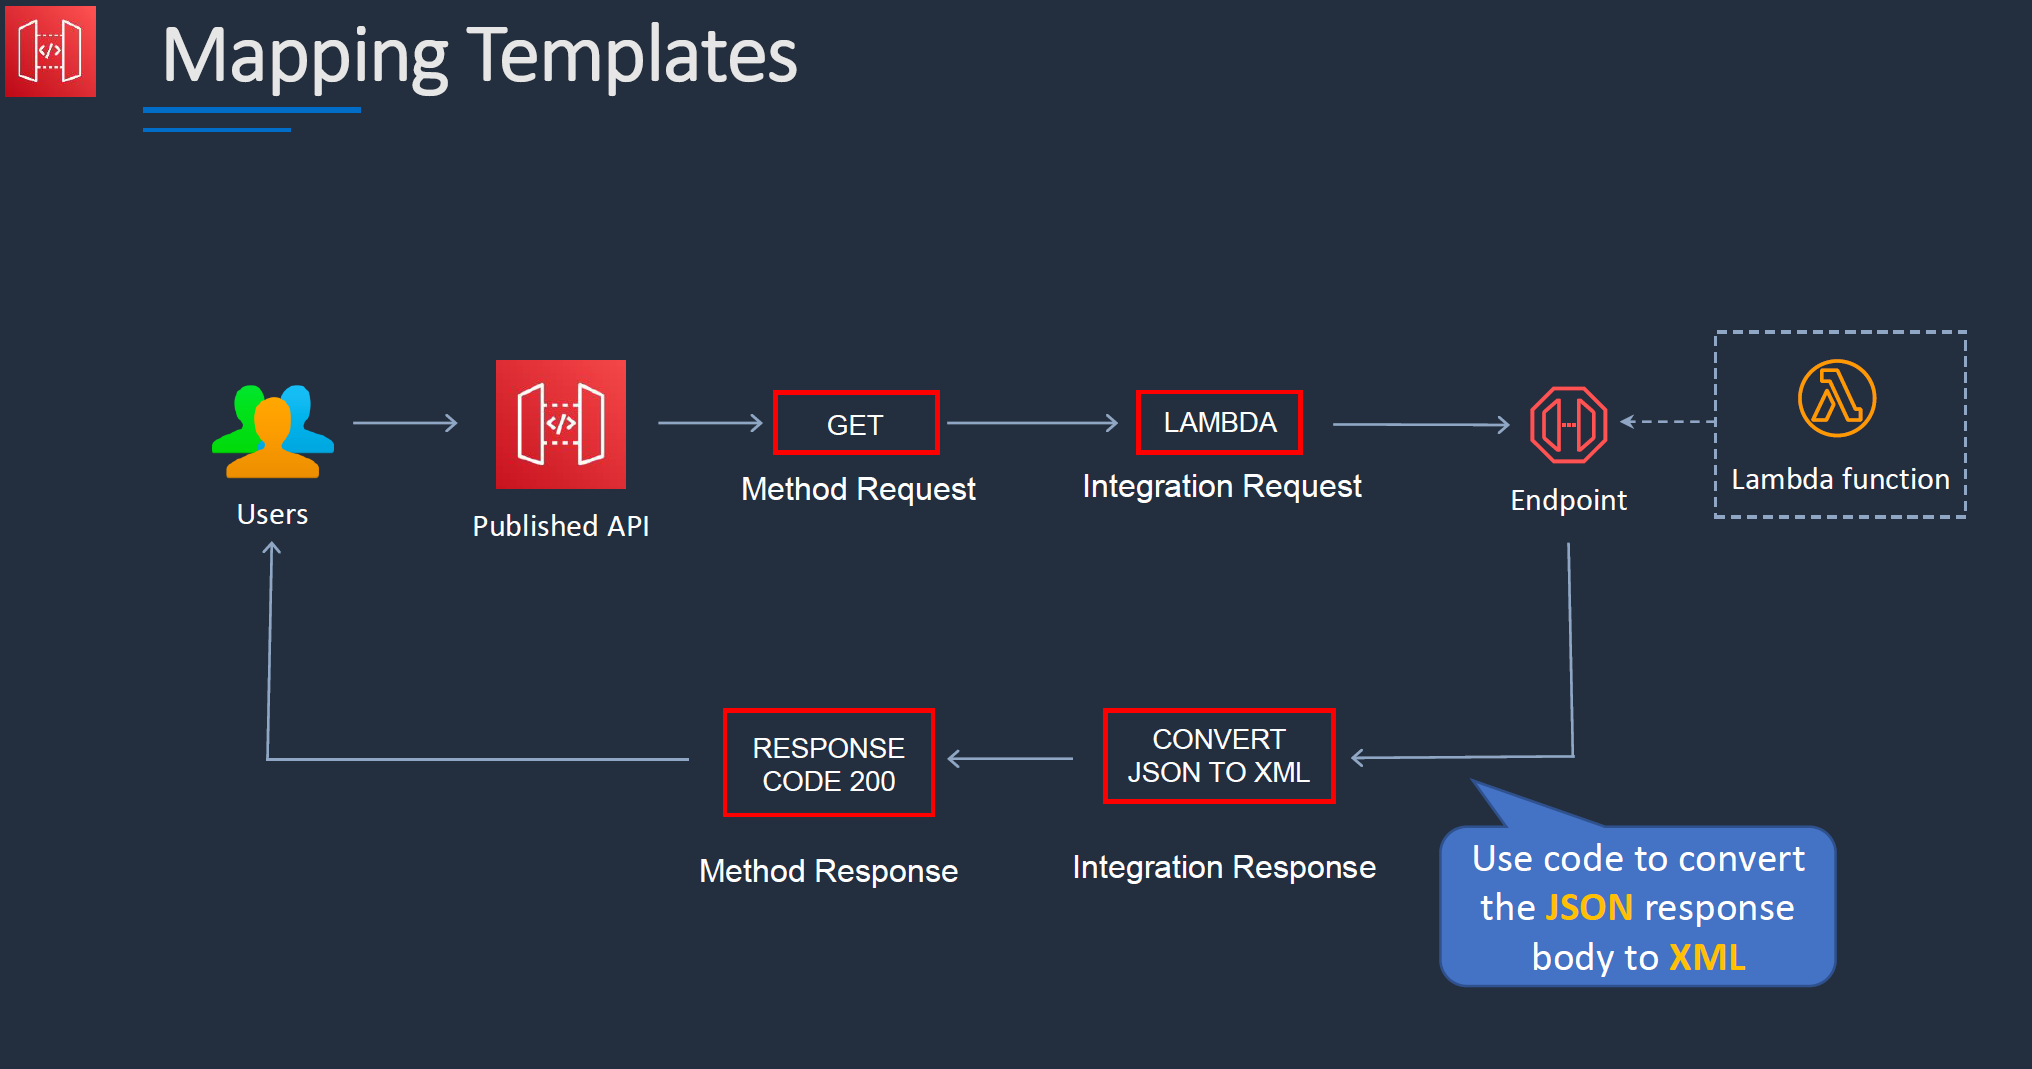 Mapping Templates
Users
Published API
GET
Method Request
LAMBDA
Integration Request
Endpoint
Lambda function
RESPONSE
CODE 200
Method Response
CONVERT
JSON TO XML
Integration Response
Use code to convert
the JSON response
body to XML